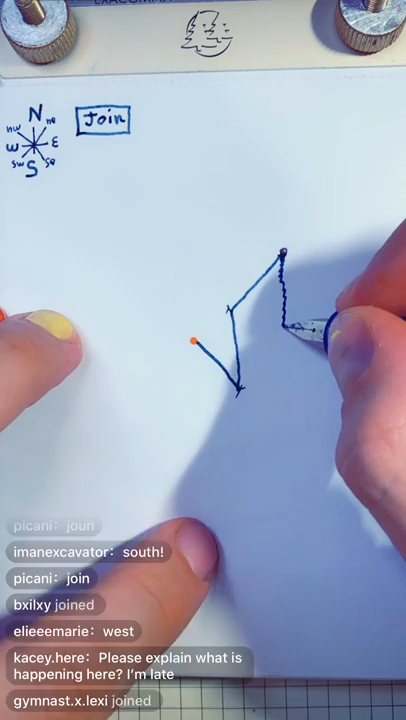 N
nw
ne
W
E
sw
se
S
Join
picani: joun
imanexcavator: south!
picani: join
bxilxy joined
elieeemarie: west
kacey.here: Please explain what is
happening here? I'm late
gymnast.x.lexi joined